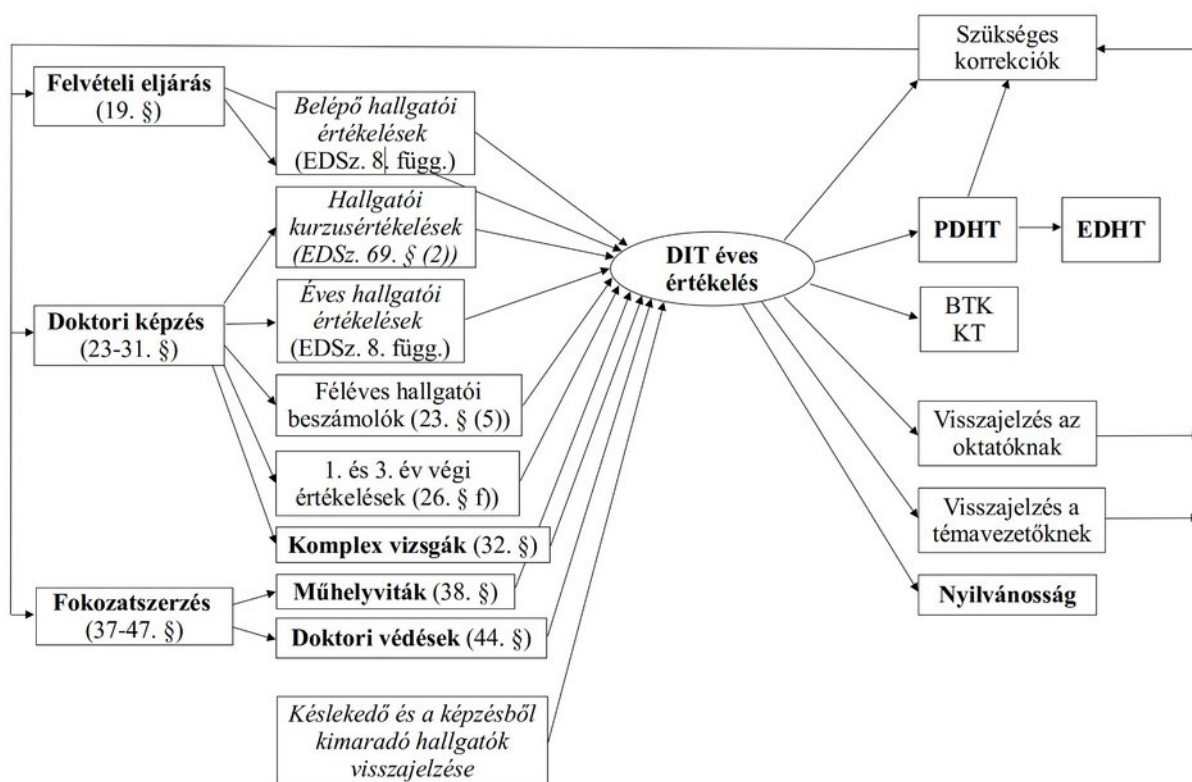 Szükséges
korrekciók
Felvételi eljárás
(19. §)
Belépő hallgatói
értékelések
(EDSz. 8. függ.)
Hallgatói
kurzusértékelések
(EDSz. 69. § (2))
Éves hallgatói
értékelések
(EDSz. 8. függ.)
Doktori képzés
(23-31. §)
Féléves hallgatói
beszámolók (23. § (5))
1. és 3. év végi
értékelések (26. § f))
Komplex vizsgák (32. §)
Fokozatszerzés
(37-47. §)
Műhelyviták (38. §)
Doktori védések (44. §)
Késlekedő és a képzésből
kimaradó hallgatók
visszajelzése
DIT éves
értékelés
PDHT
EDHT
BTK
KT
Visszajelzés az
oktatóknak
Visszajelzés a
témavezetőknek
Nyilvánosság